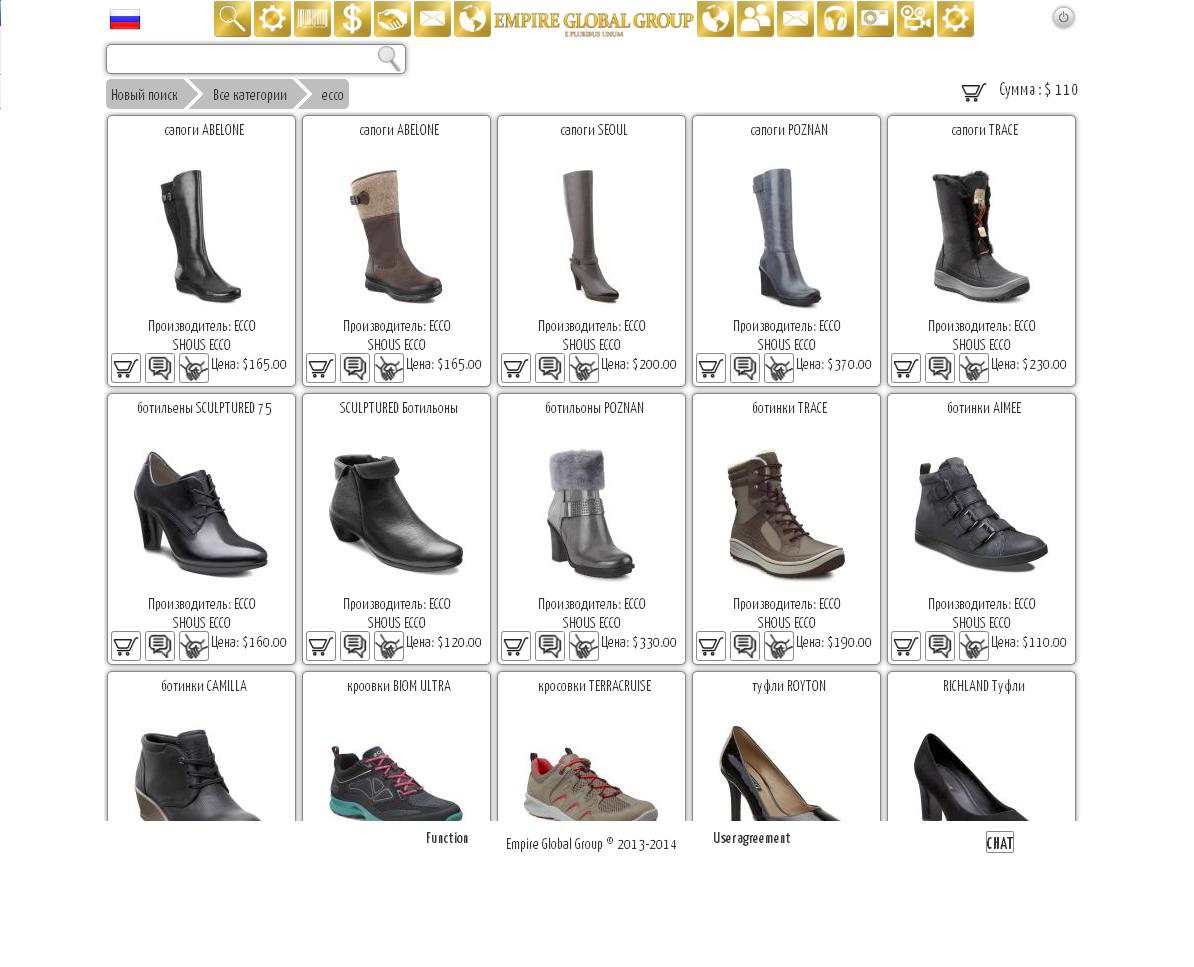 EMPIRE GLOBAL GROUP
E PLURIBUS UNUM
Новый поиск Все категории ecco
Сумма : $ 110
сапоги ABELONE
Производитель: ECCO
SHOUS ECCO
Цена: $165.00
сапоги ABELONE
Производитель: ECCO
SHOUS ECCO
Цена: $165.00
сапоги SEOUL
Производитель: ECCO
SHOUS ECCO
Цена: $200.00
сапоги POZNAN
Производитель: ECCO
SHOUS ECCO
Цена: $370.00
сапоги TRACE
Производитель: ECCO
SHOUS ECCO
Цена: $230.00
ботильены SCULPTURED 75
Производитель: ECCO
SHOUS ECCO
Цена: $160.00
SCULPTURED Ботильоны
Производитель: ECCO
SHOUS ECCO
Цена: $120.00
ботильоны POZNAN
Производитель: ECCO
SHOUS ECCO
Цена: $330.00
ботинки TRACE
Производитель: ECCO
SHOUS ECCO
Цена: $190.00
ботинки AIMEE
Производитель: ECCO
SHOUS ECCO
Цена: $110.00
ботинки CAMILLA
кроовки BIOM ULTRA
кросовки TERRACRUISE
туфли ROYTON
RICHLAND Туфли
Function
Empire Global Group © 2013-2014
Useragreement
CHAT